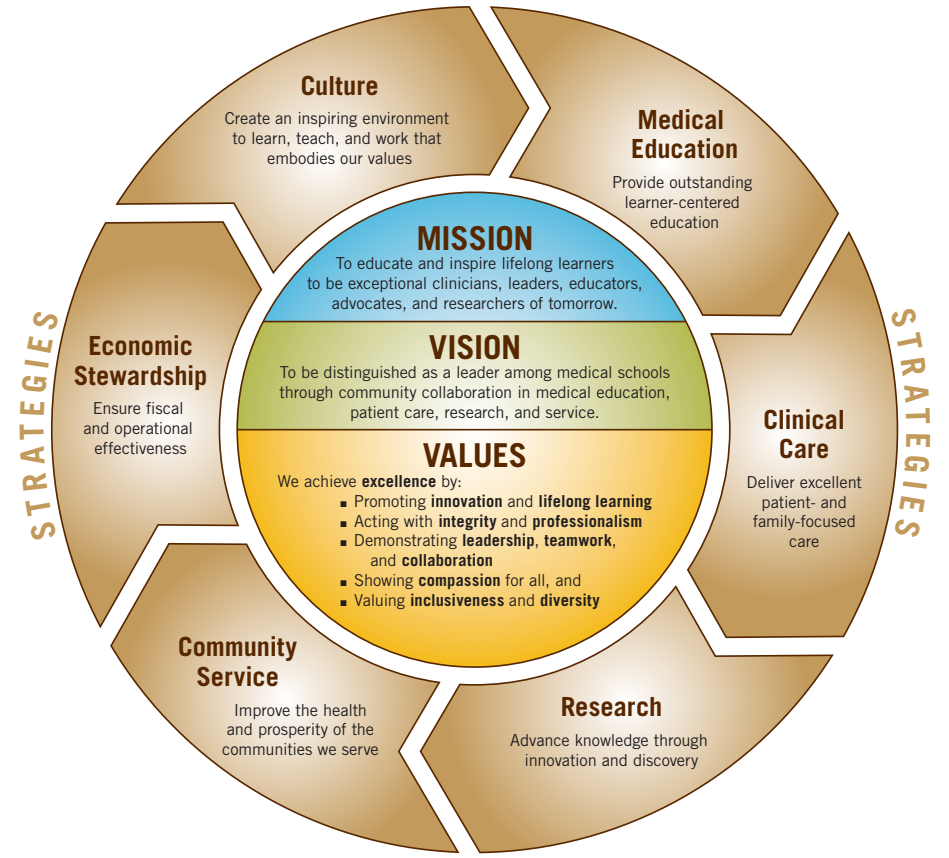 Culture
Create an inspiring environment
to learn, teach, and work that
embodies our values
Medical
Education
Provide outstanding
learner-centered
education
Clinical
Care
Deliver excellent
patient- and
family-focused
care
Research
Advance knowledge through
innovation and discovery
Community
Service
Improve the health
and prosperity of the
communities we serve
Economic
Stewardship
Ensure fiscal
and operational
effectiveness
STRATEGIES
STRATEGIES
MISSION
To educate and inspire lifelong learners
to be exceptional clinicians, leaders, educators,
advocates, and researchers of tomorrow.
VISION
To be distinguished as a leader among medical schools
through community collaboration in medical education,
patient care, research, and service.
VALUES
We achieve excellence by:
■ Promoting innovation and lifelong learning
■ Acting with integrity and professionalism
■ Demonstrating leadership, teamwork,
and collaboration
■ Showing compassion for all, and
■ Valuing inclusiveness and diversity